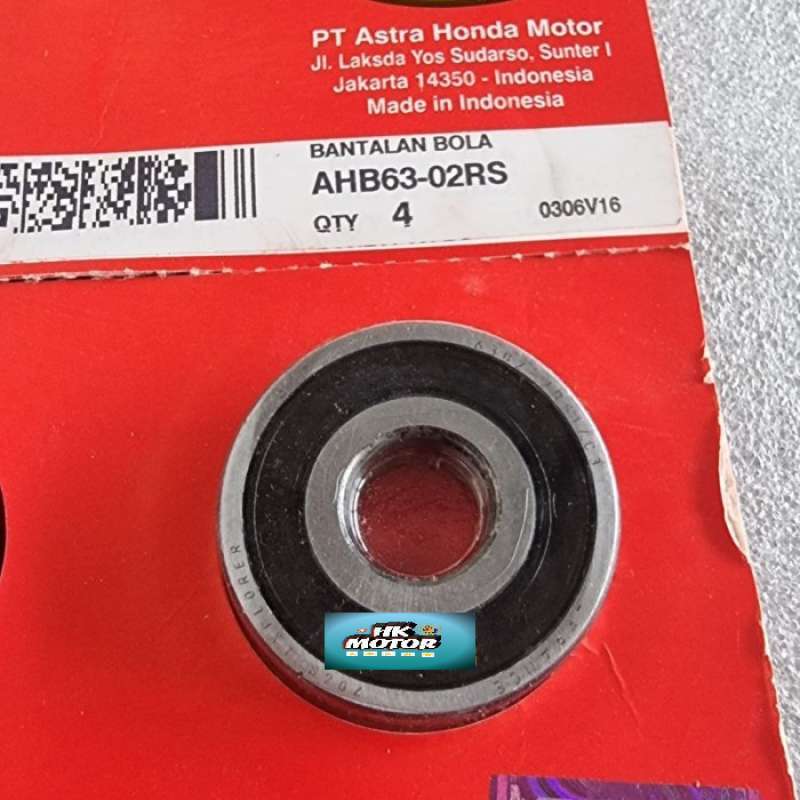 PT Astra Honda Motor
Jl. Laksda Yos Sudarso, Sunter I
Jakarta 14350 - Indonesia
Made in Indonesia
BANTALAN BOLA
AHB63-02RS
QTY 4
0306V16
HK
MOTOR